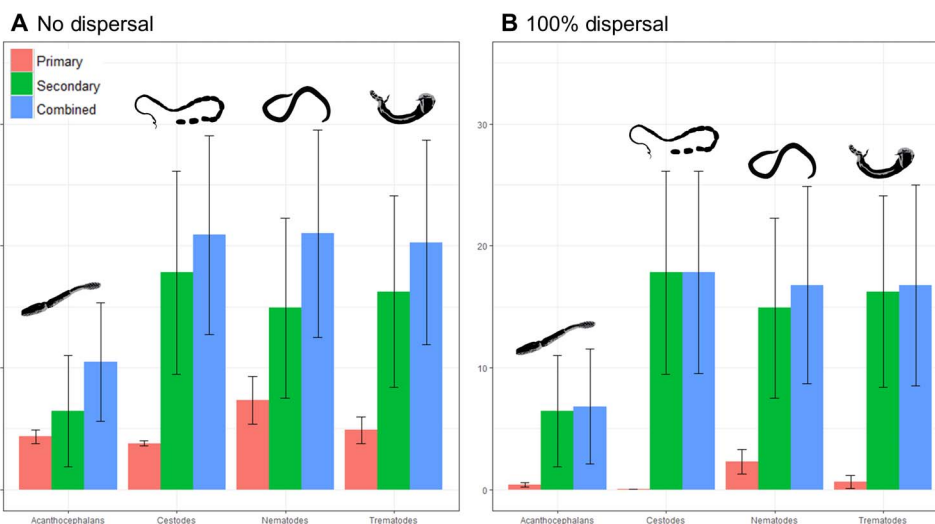 A No dispersal
Primary
Secondary
Combined
Acanthocephalans
Cestodes
Nematodes
Trematodes
B 100% dispersal
30
20
10
0
Acanthocephalans
Cestodes
Nematodes
Trematodes